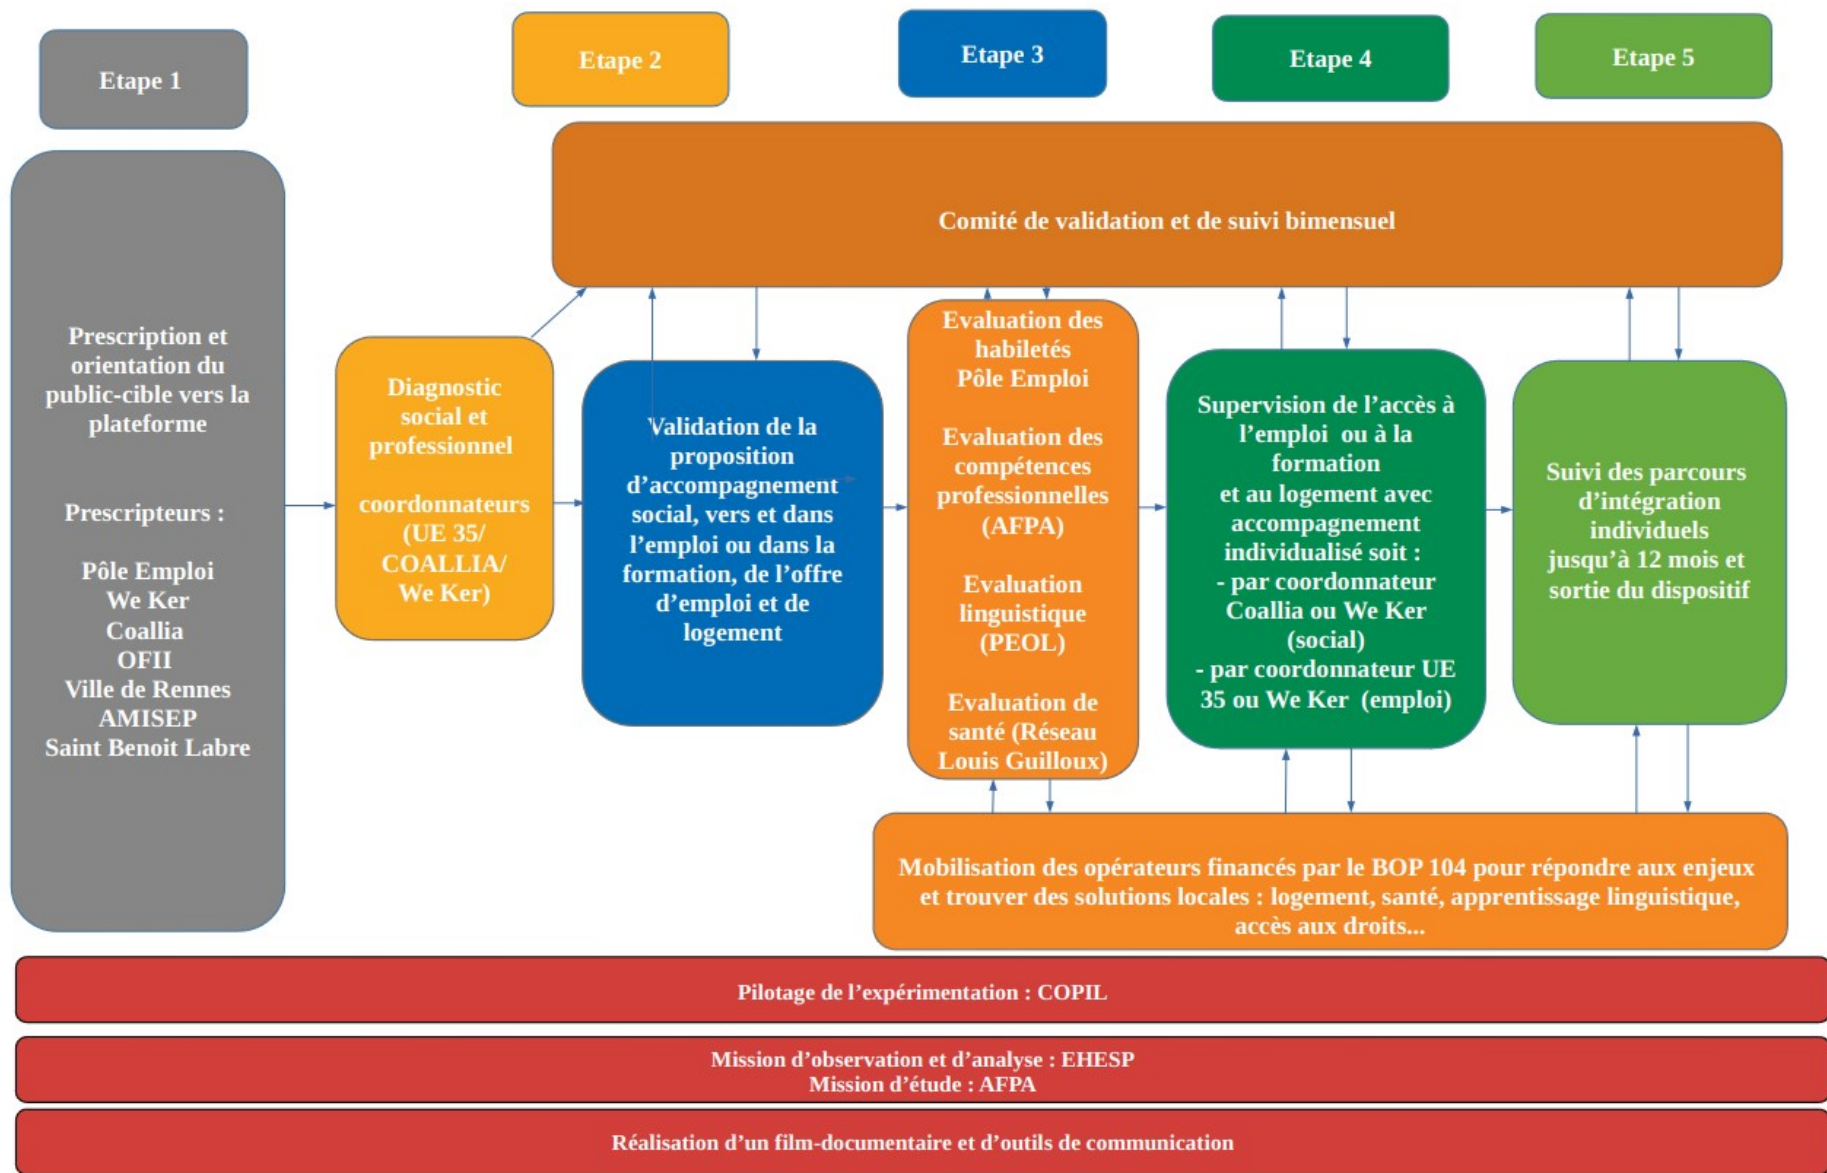 Etape 1
Etape 2
Etape 3
Etape 4
Etape 5
Comité de validation et de suivi bimensuel
Prescription et
orientation du
public-cible vers la
plateforme
Prescripteurs :
Pôle Emploi
We Ker
Coallia
OFII
Ville de Rennes
AMISEP
Saint Benoit Labre
Diagnostic
social et
professionnel
coordonnateurs
(UE 35/
COALLIA/
We Ker)
Validation de la
proposition
d’accompagnement
social, vers et dans
l’emploi ou dans la
formation, de l’offre
d’emploi et de
logement
Evaluation des
habiletés
Pôle Emploi
Evaluation des
compétences
professionnelles
(AFPA)
Evaluation
linguistique
(PEOL)
Evaluation de
santé (Réseau
Louis Guilloux)
Supervision de l’accès à
l’emploi ou à la
formation
et au logement avec
accompagnement
individualisé soit :
- par coordonnateur
Coallia ou We Ker
(social)
- par coordonnateur UE
35 ou We Ker (emploi)
Suivi des parcours
d’intégration
individuels
jusqu’à 12 mois et
sortie du dispositif
Mobilisation des opérateurs financés par le BOP 104 pour répondre aux enjeux
et trouver des solutions locales : logement, santé, apprentissage linguistique,
accès aux droits...
Pilotage de l’expérimentation : COPIL
Mission d’observation et d’analyse : EHESP
Mission d’étude : AFPA
Réalisation d’un film-documentaire et d’outils de communication